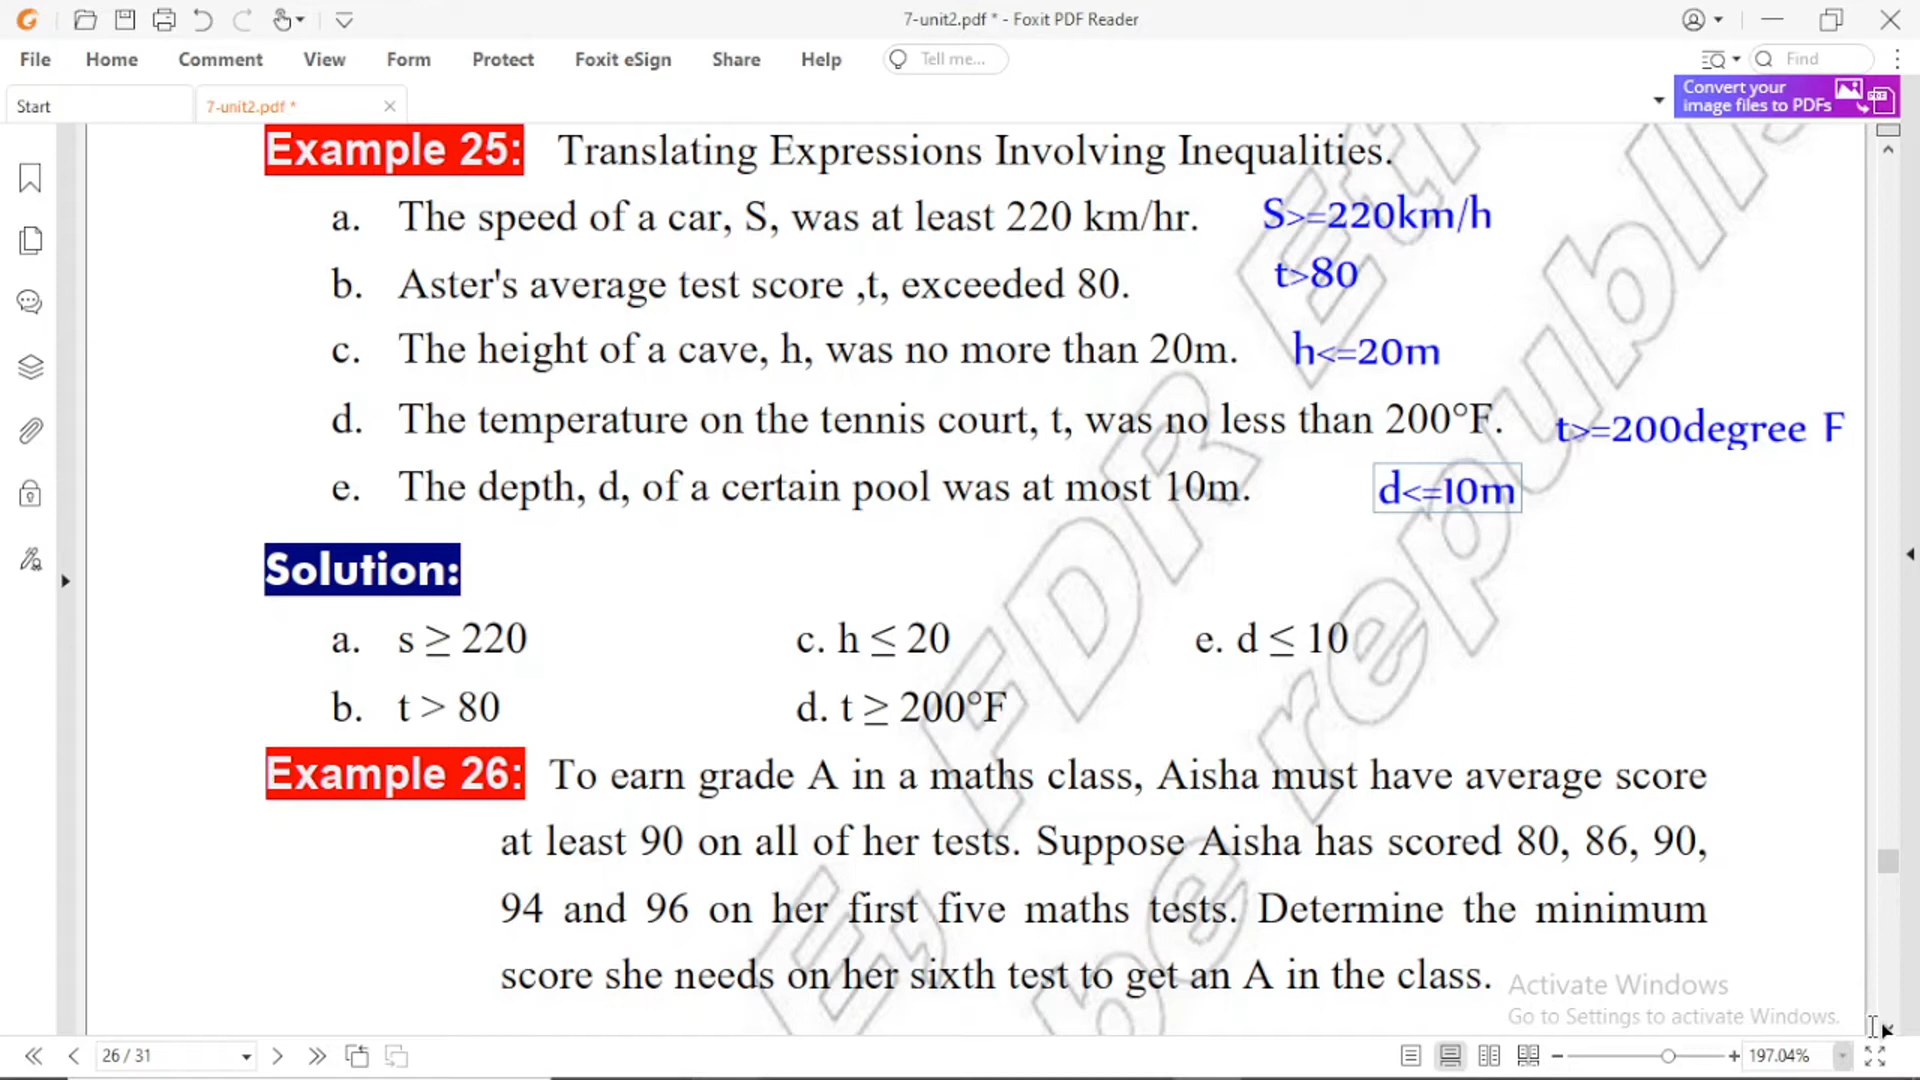 7-unit2.pdf * - Foxit PDF Reader
File Home Comment View Form Protect Foxit eSign Share Help Tell me... Find
Start 7-unit2.pdf *
Convert your
image files to PDFs
Example 25: Translating Expressions Involving Inequalities.
a. The speed of a car, S, was at least 220 km/hr. S>=220km/h
b. Aster's average test score ,t, exceeded 80. t>80
c. The height of a cave, h, was no more than 20m. h<=20m
d. The temperature on the tennis court, t, was no less than 200°F. t>=200degree F
e. The depth, d, of a certain pool was at most 10m. d<=10m
Solution:
a. s ≥ 220 c. h ≤ 20 e. d ≤ 10
b. t > 80 d. t ≥ 200°F
Example 26: To earn grade A in a maths class, Aisha must have average score
at least 90 on all of her tests. Suppose Aisha has scored 80, 86, 90,
94 and 96 on her first five maths tests. Determine the minimum
score she needs on her sixth test to get an A in the class.
Activate Windows
Go to Settings to activate Windows.
26 / 31 197.04%